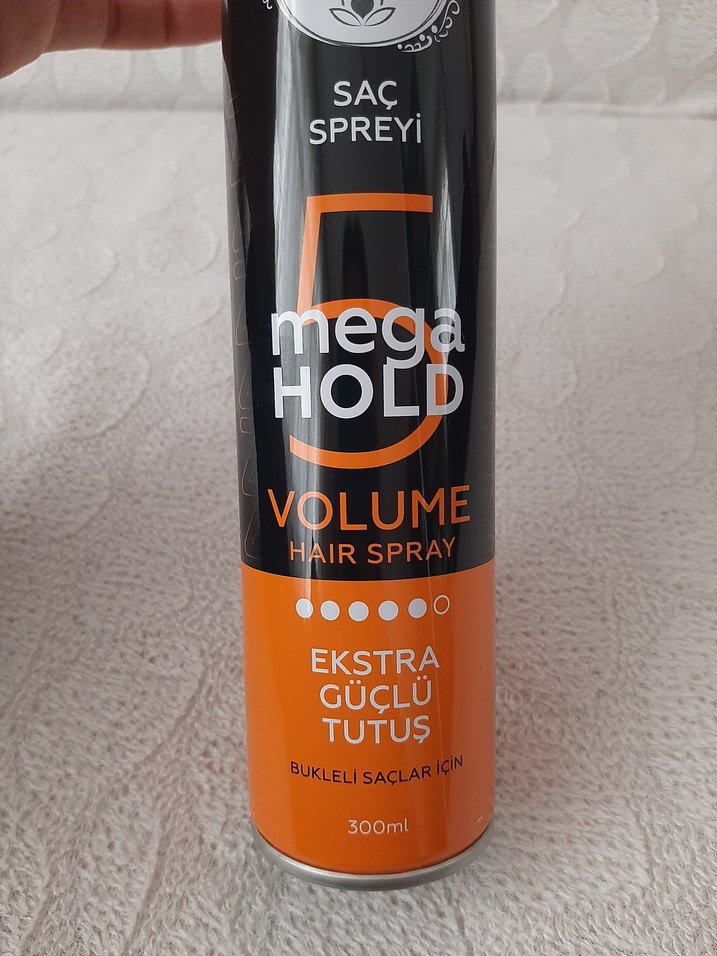 SAÇ
SPREYİ
5
mega
HOLD
VOLUME
HAIR SPRAY
EKSTRA
GÜÇLÜ
TUTUŞ
BUKLELİ SAÇLAR İÇİN
300ml